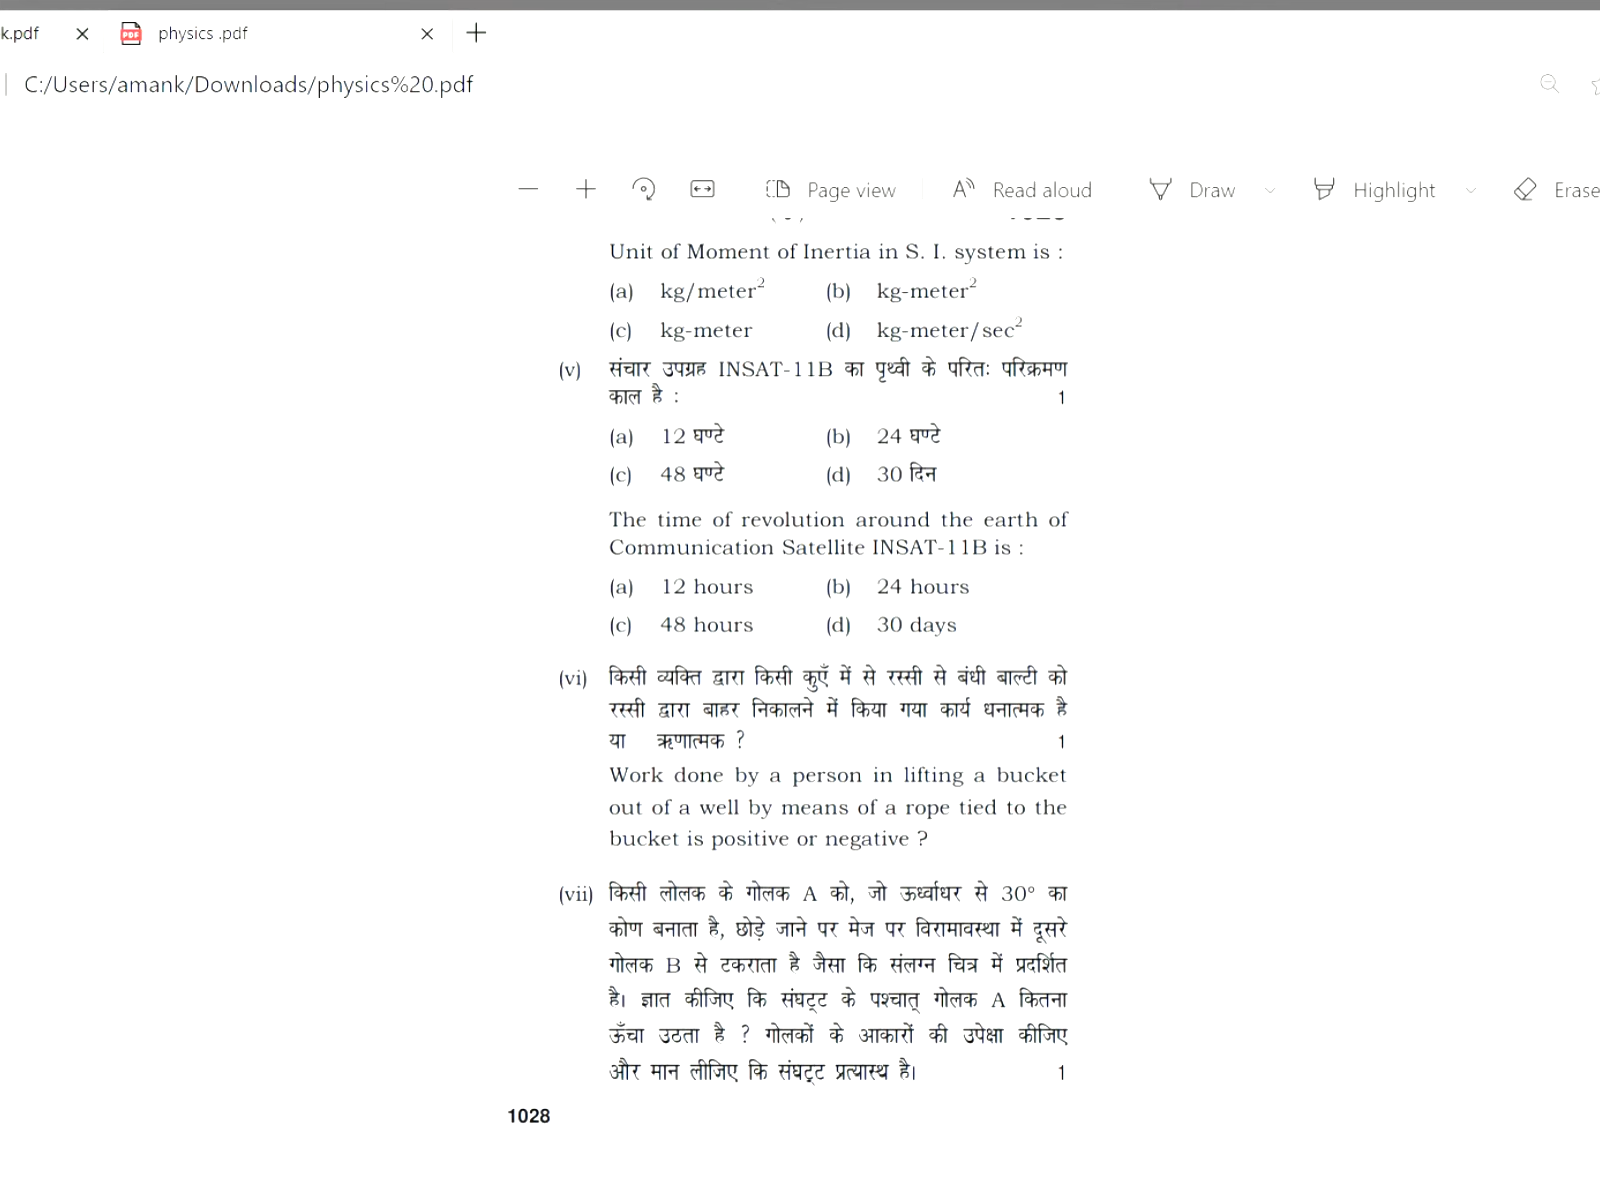 k.pdf
physics .pdf
C:/Users/amank/Downloads/physics%20.pdf
Page view Read aloud Draw Highlight Erase
Unit of Moment of Inertia in S. I. system is :
(a) kg/meter² (b) kg-meter²
(c) kg-meter (d) kg-meter/sec²
(v) संचार उपग्रह INSAT-11B का पृथ्वी के परितः परिक्रमण
काल है : 1
(a) 12 घण्टे (b) 24 घण्टे
(c) 48 घण्टे (d) 30 दिन
The time of revolution around the earth of
Communication Satellite INSAT-11B is :
(a) 12 hours (b) 24 hours
(c) 48 hours (d) 30 days
(vi) किसी व्यक्ति द्वारा किसी कुएँ में से रस्सी से बंधी बाल्टी को
रस्सी द्वारा बाहर निकालने में किया गया कार्य धनात्मक है
या ऋणात्मक ? 1
Work done by a person in lifting a bucket
out of a well by means of a rope tied to the
bucket is positive or negative ?
(vii) किसी लोलक के गोलक A को, जो ऊर्ध्वाधर से 30° का
कोण बनाता है, छोड़े जाने पर मेज पर विरामावस्था में दूसरे
गोलक B से टकराता है जैसा कि संलग्न चित्र में प्रदर्शित
है। ज्ञात कीजिए कि संघट्ट के पश्चात् गोलक A कितना
ऊँचा उठता है ? गोलकों के आकारों की उपेक्षा कीजिए
और मान लीजिए कि संघट्ट प्रत्यास्थ है। 1
1028